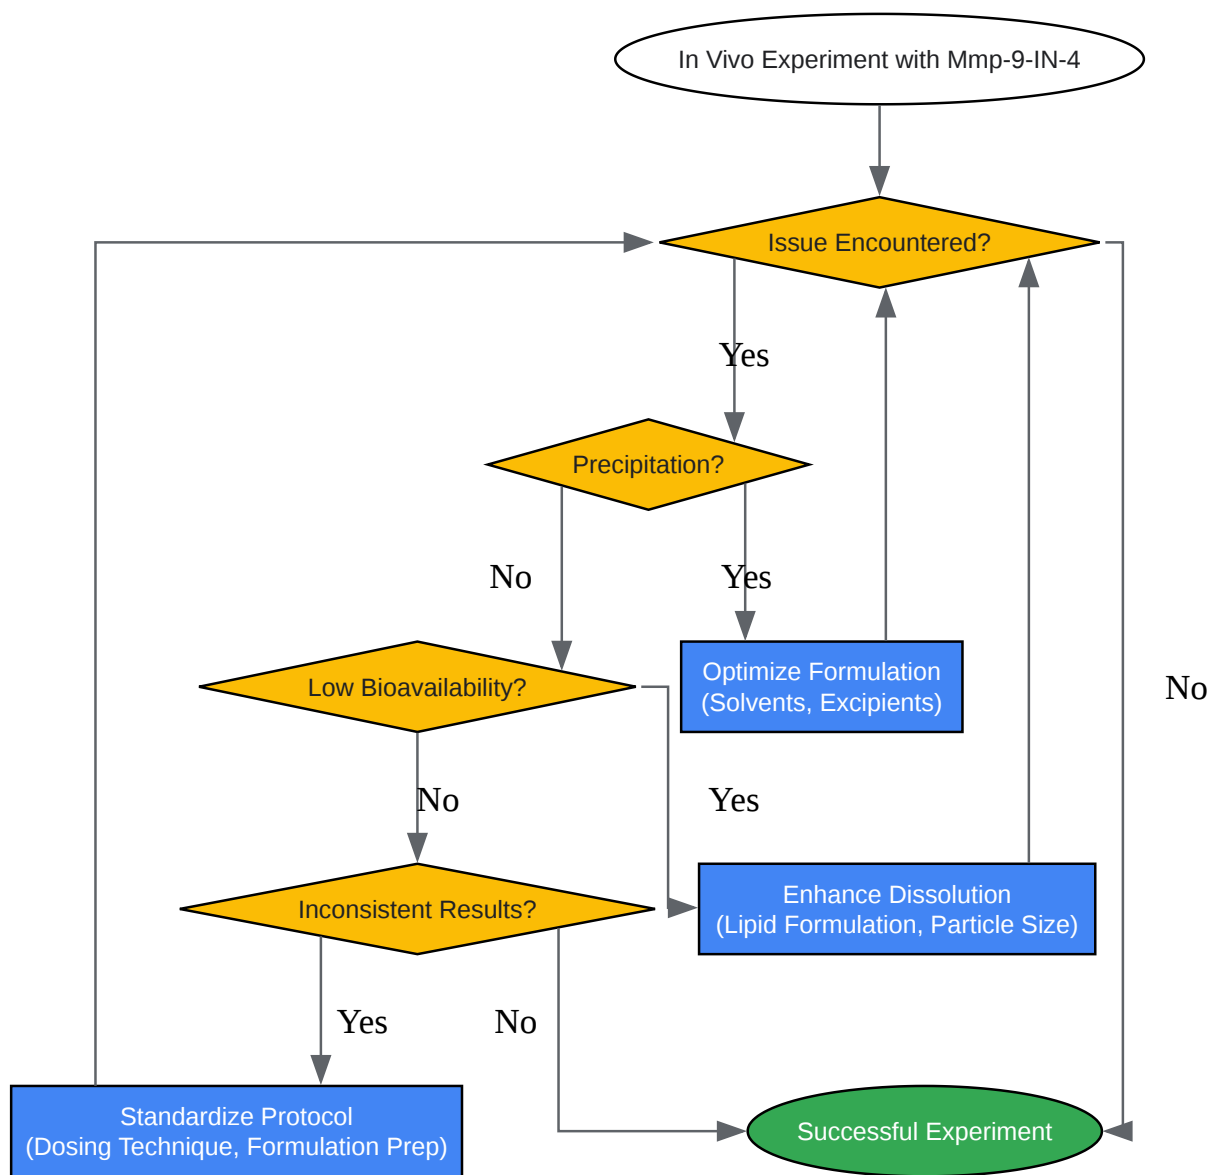 In Vivo Experiment with Mmp-9-IN-4
Issue Encountered?
Yes
Precipitation?
No
Yes
Low Bioavailability?
Optimize Formulation
(Solvents, Excipients)
No
No
Yes
Inconsistent Results?
Enhance Dissolution
(Lipid Formulation, Particle Size)
Yes
No
Standardize Protocol
(Dosing Technique, Formulation Prep)
Successful Experiment